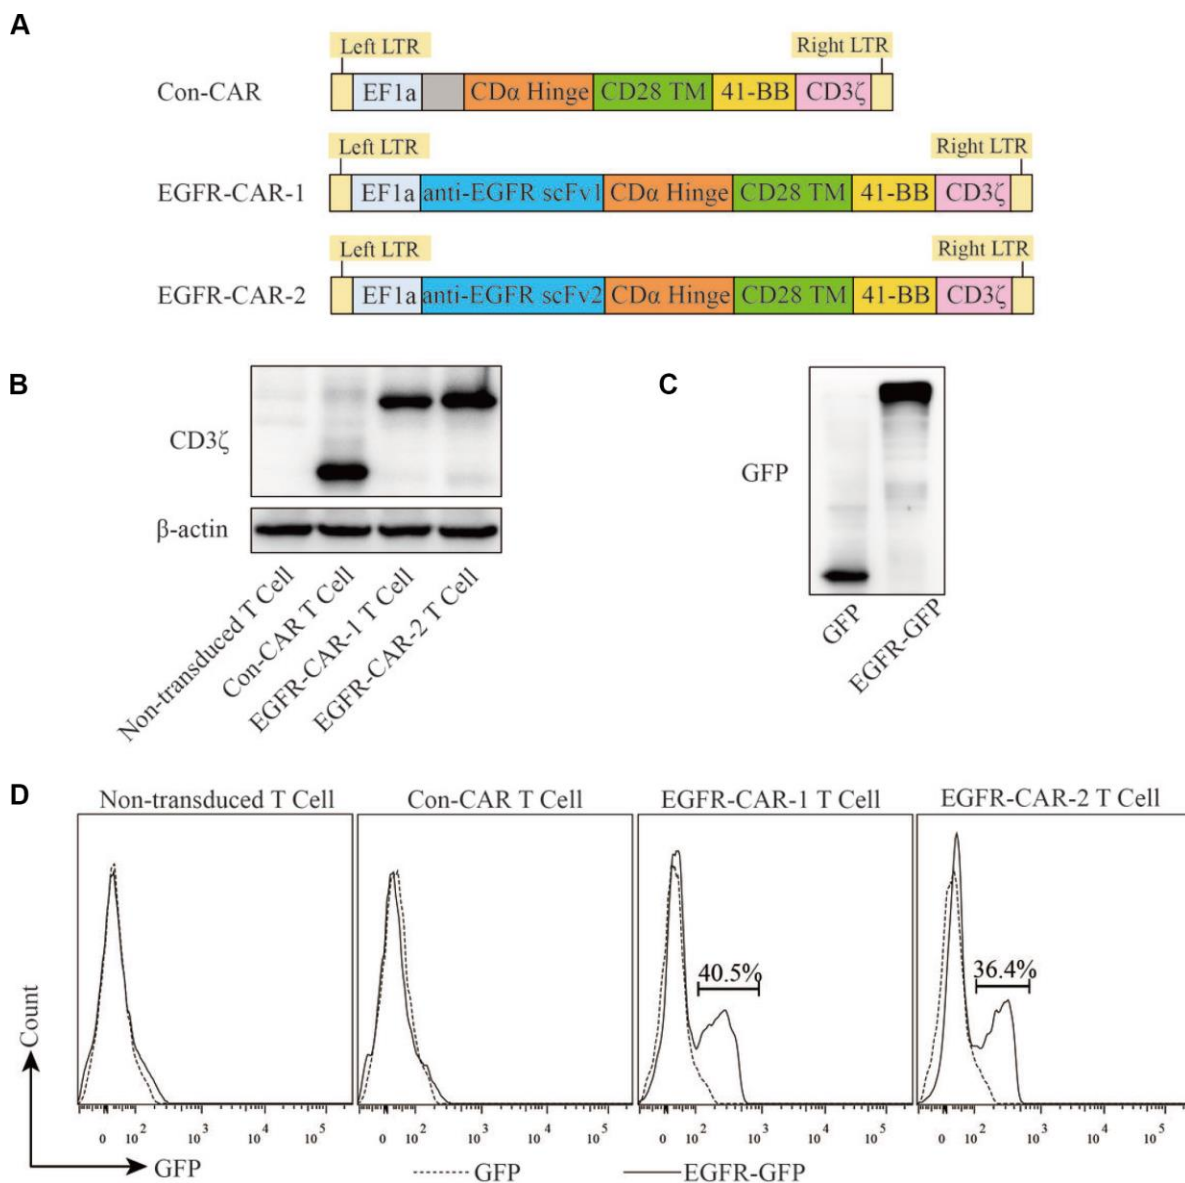 A
Left LTR
Right LTR
Con-CAR
EF1a CDα Hinge CD28 TM 41-BB CD3ζ
Left LTR
Right LTR
EGFR-CAR-1
EF1a anti-EGFR scFv1 CDα Hinge CD28 TM 41-BB CD3ζ
Left LTR
Right LTR
EGFR-CAR-2
EF1a anti-EGFR scFv2 CDα Hinge CD28 TM 41-BB CD3ζ
B
CD3ζ
β-actin
Non-transduced T Cell
Con-CAR T Cell
EGFR-CAR-1 T Cell
EGFR-CAR-2 T Cell
C
GFP
GFP
EGFR-GFP
D
Non-transduced T Cell
Con-CAR T Cell
EGFR-CAR-1 T Cell
EGFR-CAR-2 T Cell
40.5%
36.4%
Count
0 10² 10³ 10⁴ 10⁵
0 10² 10³ 10⁴ 10⁵
0 10² 10³ 10⁴ 10⁵
0 10² 10³ 10⁴ 10⁵
GFP
GFP
EGFR-GFP